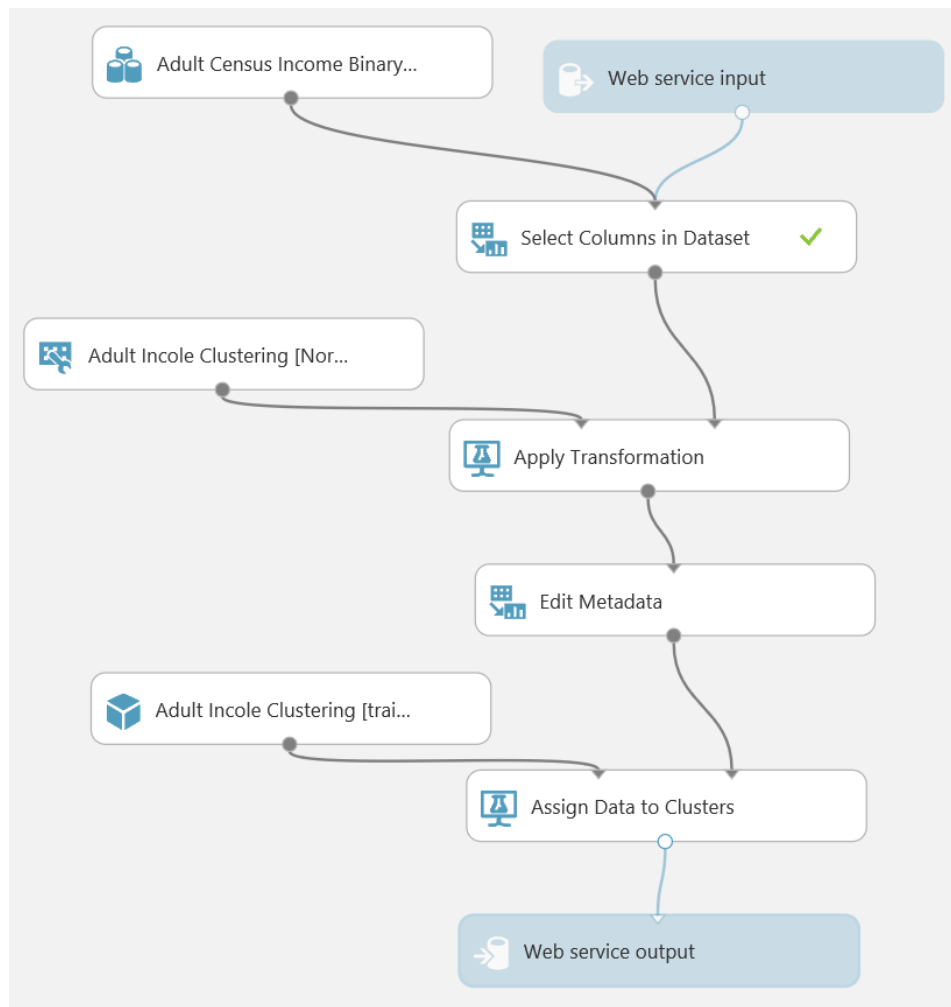 Adult Census Income Binary...
Web service input
Select Columns in Dataset
Adult Incole Clustering [Nor...
Apply Transformation
Edit Metadata
Adult Incole Clustering [trai...
Assign Data to Clusters
Web service output